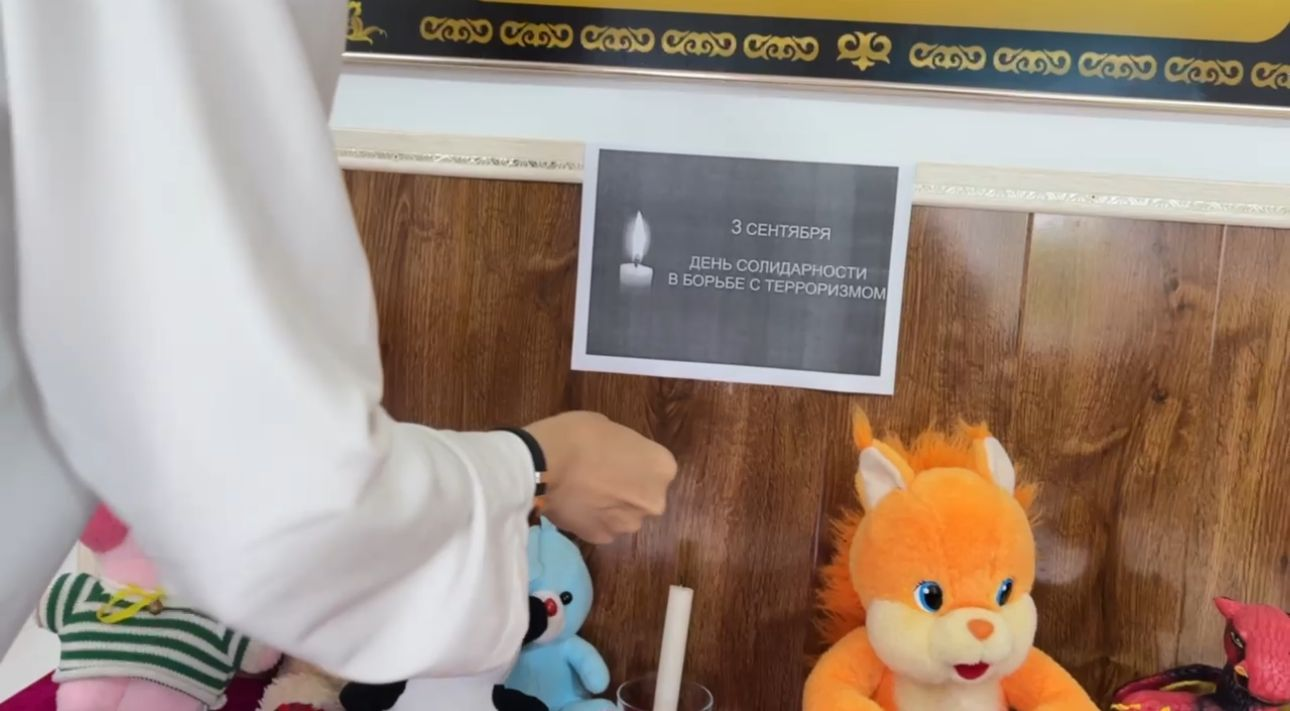 3 СЕНТЯБРЯ
ДЕНЬ СОЛИДАРНОСТИ
В БОРЬБЕ С ТЕРРОРИЗМОМ